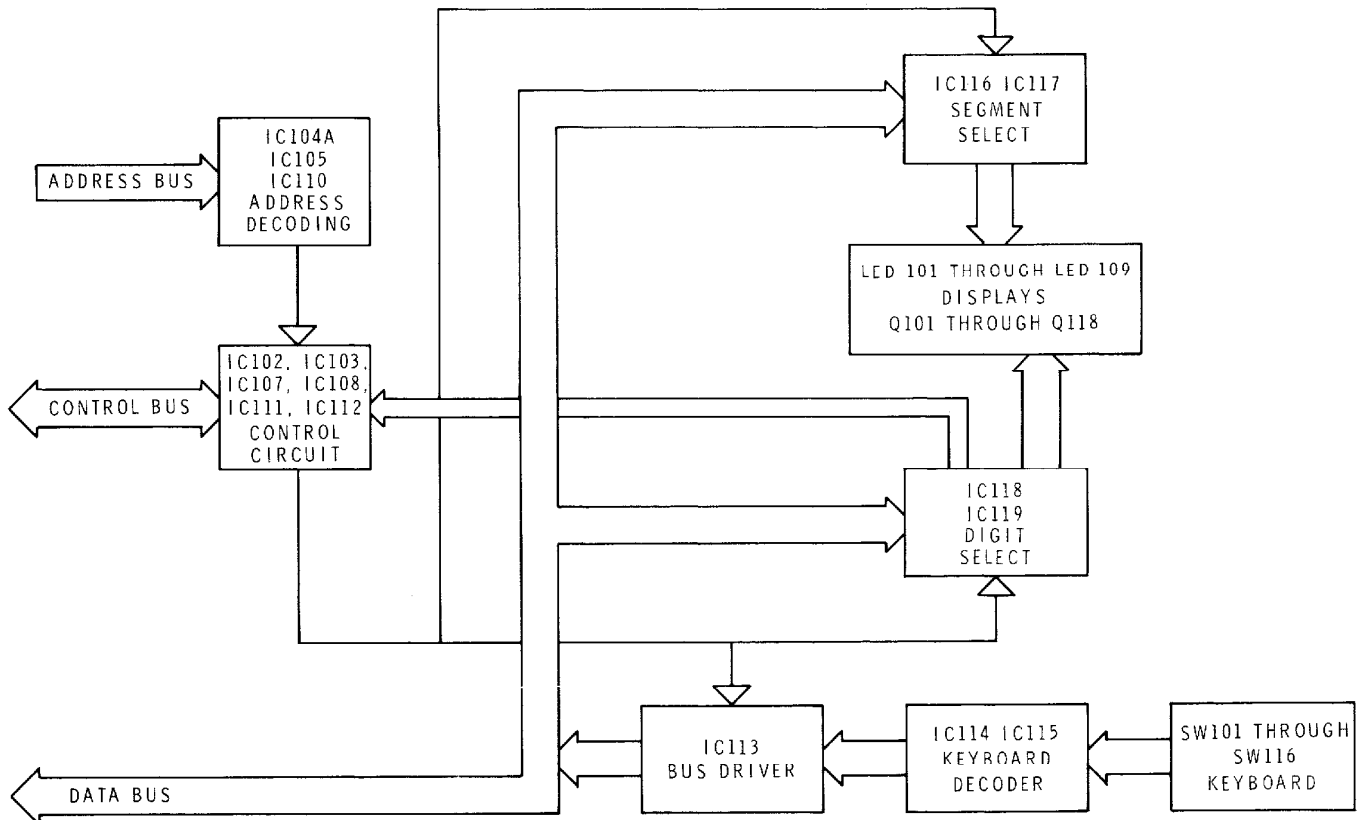 IC116 IC117
SEGMENT
SELECT
IC104A
IC105
IC110
ADDRESS
DECODING
ADDRESS BUS
LED 101 THROUGH LED 109
DISPLAYS
Q101 THROUGH Q118
IC102, IC103,
IC107, IC108,
IC111, IC112
CONTROL
CIRCUIT
CONTROL BUS
IC118
IC119
DIGIT
SELECT
IC113
BUS DRIVER
IC114 IC115
KEYBOARD
DECODER
SW101 THROUGH
SW116
KEYBOARD
DATA BUS